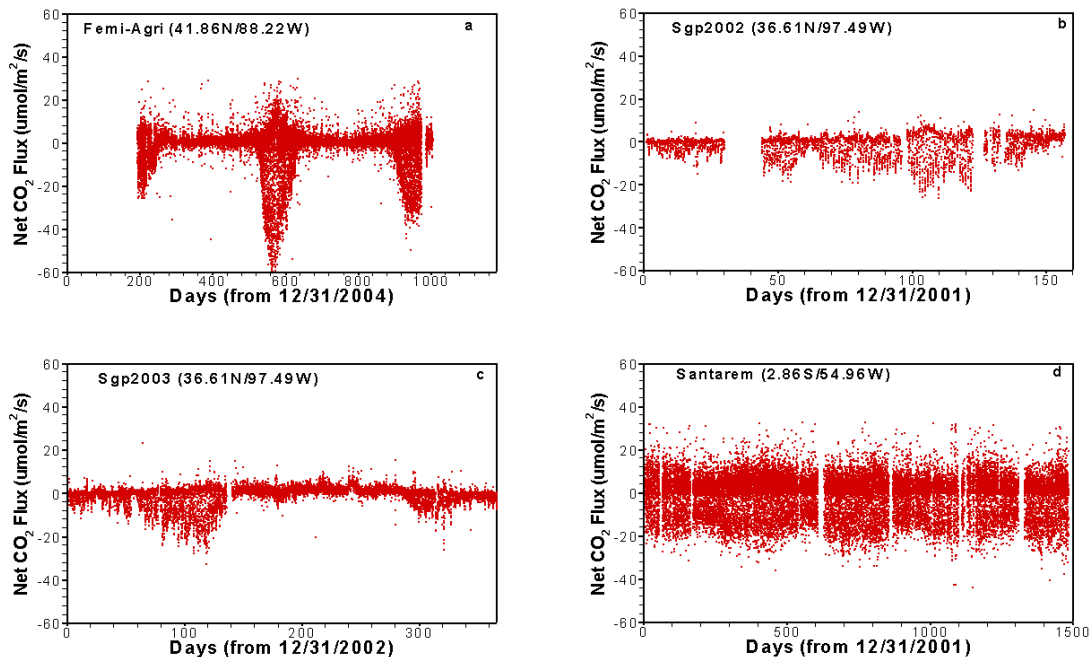 Femi-Agri (41.86N/88.22W) a
60
40
20
0
-20
-40
-60
Net CO2 Flux (umol/m2/s)
200 400 600 800 1000
Days (from 12/31/2004)
Sgp2002 (36.61N/97.49W) b
60
40
20
0
-20
-40
-60
Net CO2 Flux (umol/m2/s)
0 50 100 150
Days (from 12/31/2001)
Sgp2003 (36.61N/97.49W) c
60
40
20
0
-20
-40
-60
Net CO2 Flux (umol/m2/s)
0 100 200 300
Days (from 12/31/2002)
Santarem (2.86S/54.96W) d
60
40
20
0
-20
-40
-60
Net CO2 Flux (umol/m2/s)
0 500 1000 1500
Days (from 12/31/2001)